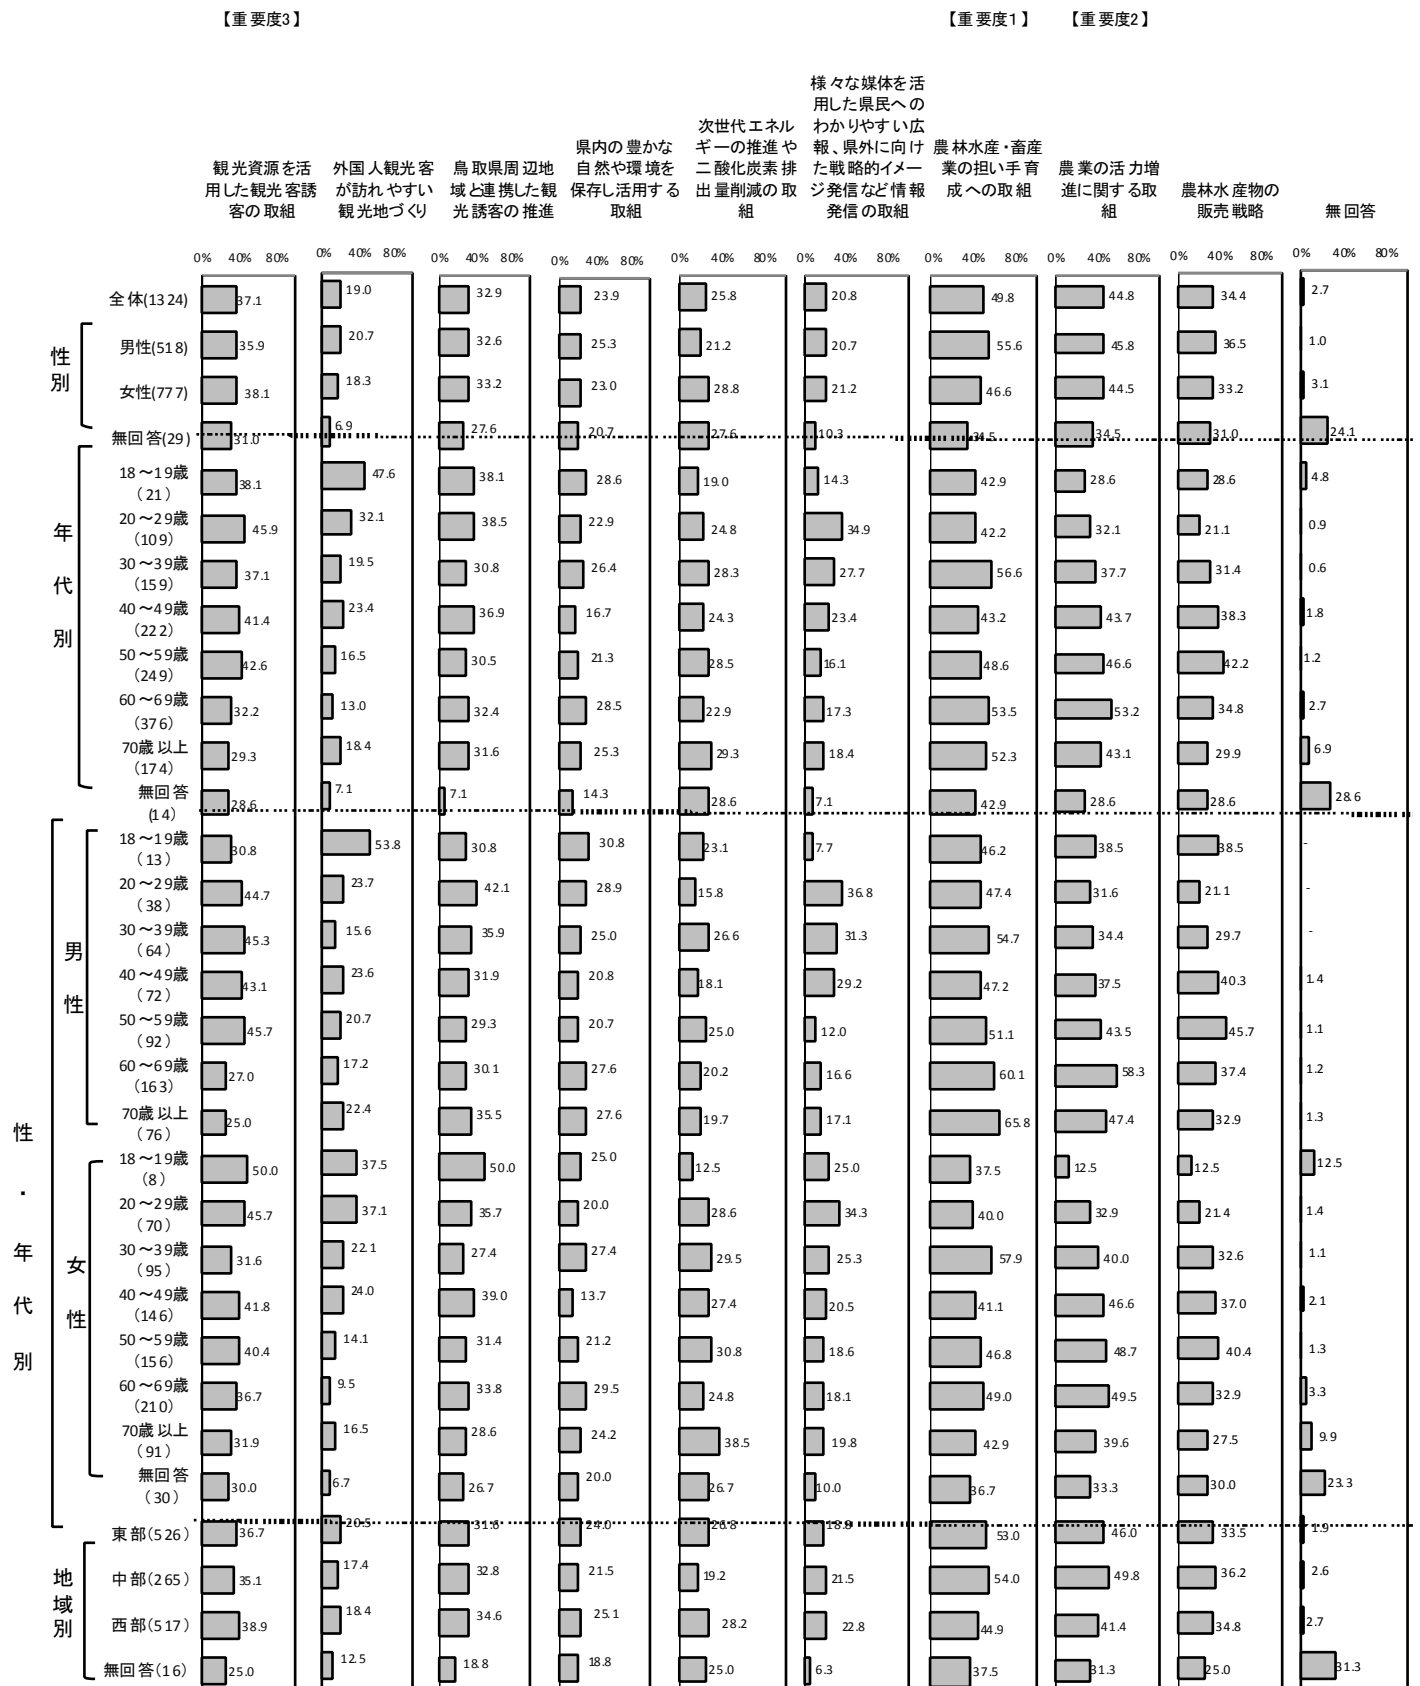 【重要度3】 【重要度1】 【重要度2】
観光資源を活
用した観光客誘
客の取組
外国人観光客
が訪れやすい
観光地づくり
鳥取県周辺地
域と連携した観
光誘客の推進
県内の豊かな
自然や環境を
保存し活用する
取組
次世代エネル
ギーの推進や
二酸化炭素排
出量削減の取
組
様々な媒体を活
用した県民への
わかりやすい広
報、県外に向け
た戦略的イメー
ジ発信など情報
発信の取組
農林水産・畜産
業の担い手育
成への取組
農業の活力増
進に関する取
組
農林水産物の
販売戦略
無回答
0% 40% 80% 0% 40% 80% 0% 40% 80% 0% 40% 80% 0% 40% 80% 0% 40% 80% 0% 40% 80% 0% 40% 80% 0% 40% 80% 0% 40% 80%
全体(1324) 37.1 19.0 32.9 23.9 25.8 20.8 49.8 44.8 34.4 2.7
性別
男性(518) 35.9 20.7 32.6 25.3 21.2 20.7 55.6 45.8 36.5 1.0
女性(777) 38.1 18.3 33.2 23.0 28.8 21.2 46.6 44.5 33.2 3.1
無回答(29) 31.0 6.9 27.6 20.7 27.6 10.3 34.5 34.5 31.0 24.1
年代別
18～19歳
（21） 38.1 47.6 38.1 28.6 19.0 14.3 42.9 28.6 28.6 4.8
20～29歳
（109） 45.9 32.1 38.5 22.9 24.8 34.9 42.2 32.1 21.1 0.9
30～39歳
（159） 37.1 19.5 30.8 26.4 28.3 27.7 56.6 37.7 31.4 0.6
40～49歳
（222） 41.4 23.4 36.9 16.7 24.3 23.4 43.2 43.7 38.3 1.8
50～59歳
（249） 42.6 16.5 30.5 21.3 28.5 16.1 48.6 46.6 42.2 1.2
60～69歳
（376） 32.2 13.0 32.4 28.5 22.9 17.3 53.5 53.2 34.8 2.7
70歳以上
（174） 29.3 18.4 31.6 25.3 29.3 18.4 52.3 43.1 29.9 6.9
無回答
(14) 28.6 7.1 7.1 14.3 28.6 7.1 42.9 28.6 28.6 28.6
性・年代別
男性
18～19歳
（13） 30.8 53.8 30.8 30.8 23.1 7.7 46.2 38.5 38.5 -
20～29歳
（38） 44.7 23.7 42.1 28.9 15.8 36.8 47.4 31.6 21.1 -
30～39歳
（64） 45.3 15.6 35.9 25.0 26.6 31.3 54.7 34.4 29.7 -
40～49歳
（72） 43.1 23.6 31.9 20.8 18.1 29.2 47.2 37.5 40.3 1.4
50～59歳
（92） 45.7 20.7 29.3 20.7 25.0 12.0 51.1 43.5 45.7 1.1
60～69歳
（163） 27.0 17.2 30.1 27.6 20.2 16.6 60.1 58.3 37.4 1.2
70歳以上
（76） 25.0 22.4 35.5 27.6 19.7 17.1 65.8 47.4 32.9 1.3
女性
18～19歳
（8） 50.0 37.5 50.0 25.0 12.5 25.0 37.5 12.5 12.5 12.5
20～29歳
（70） 45.7 37.1 35.7 20.0 28.6 34.3 40.0 32.9 21.4 1.4
30～39歳
（95） 31.6 22.1 27.4 27.4 29.5 25.3 57.9 40.0 32.6 1.1
40～49歳
（146） 41.8 24.0 39.0 13.7 27.4 20.5 41.1 46.6 37.0 2.1
50～59歳
（156） 40.4 14.1 31.4 21.2 30.8 18.6 46.8 48.7 40.4 1.3
60～69歳
（210） 36.7 9.5 33.8 29.5 24.8 18.1 49.0 49.5 32.9 3.3
70歳以上
（91） 31.9 16.5 28.6 24.2 38.5 19.8 42.9 39.6 27.5 9.9
無回答
（30） 30.0 6.7 26.7 20.0 26.7 10.0 36.7 33.3 30.0 23.3
地域別
東部(526) 36.7 20.5 31.6 24.0 26.8 18.8 53.0 46.0 33.5 1.9
中部(265) 35.1 17.4 32.8 21.5 19.2 21.5 54.0 49.8 36.2 2.6
西部(517) 38.9 18.4 34.6 25.1 28.2 22.8 44.9 41.4 34.8 2.7
無回答(16) 25.0 12.5 18.8 18.8 25.0 6.3 37.5 31.3 25.0 31.3